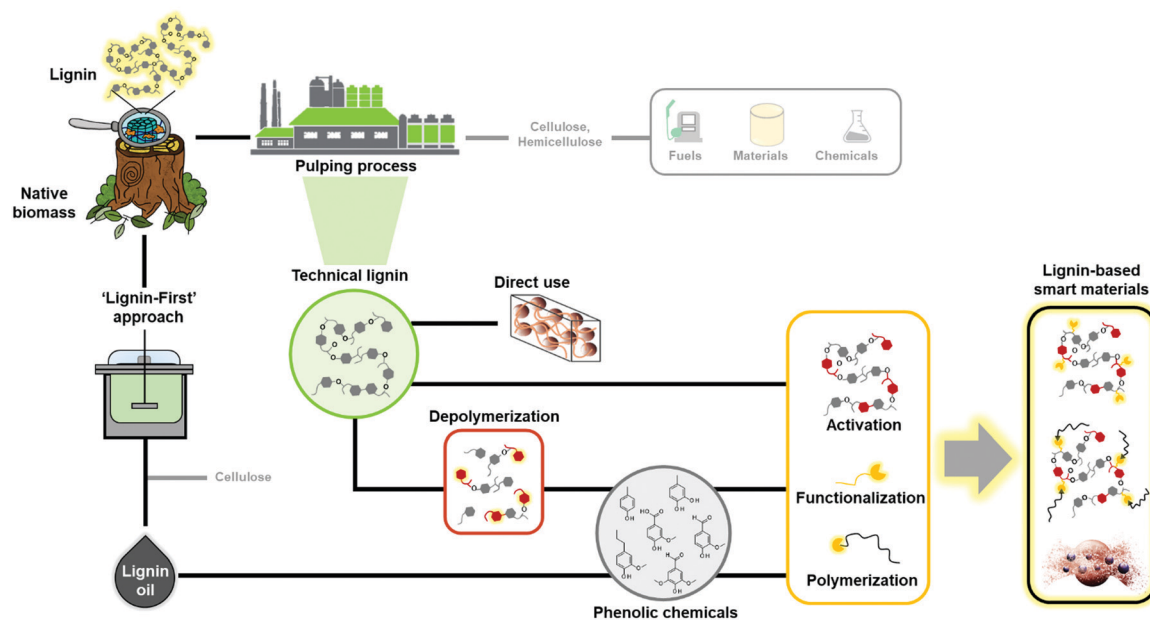 Lignin
Native
biomass
Pulping process
Cellulose,
Hemicellulose
Fuels
Materials
Chemicals
'Lignin-First'
approach
Technical lignin
Direct use
Lignin-based
smart materials
Depolymerization
Activation
Cellulose
Functionalization
Lignin
oil
Polymerization
Phenolic chemicals